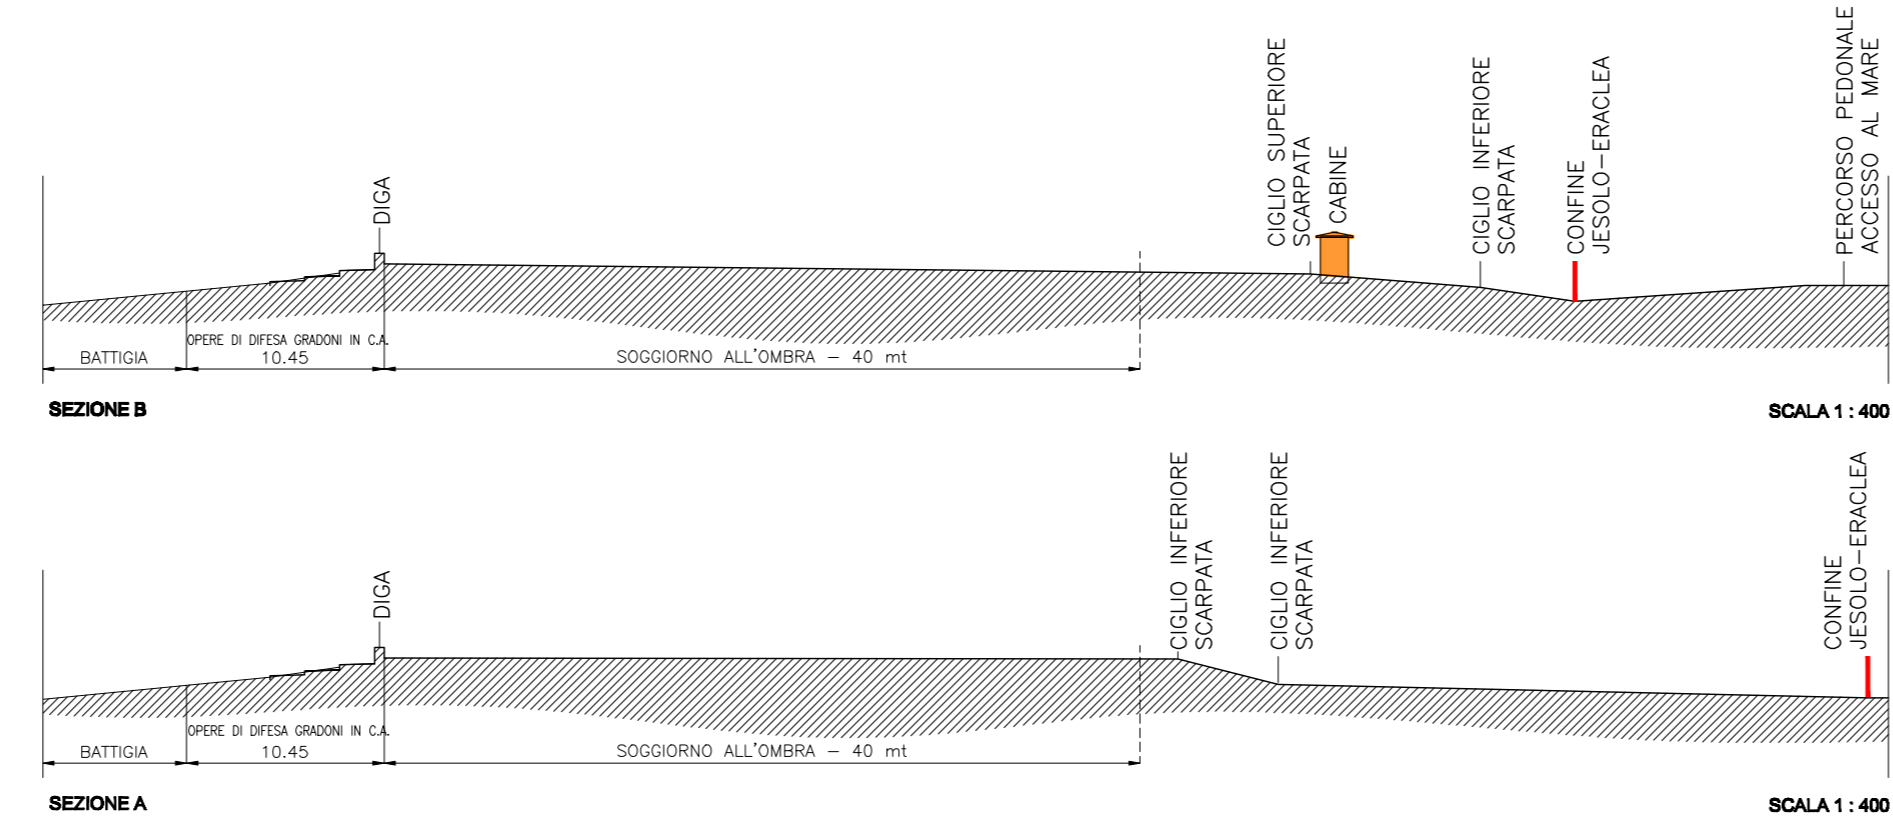 DIGA
CIGLIO SUPERIORE
SCARPATA
CABINE
CIGLIO INFERIORE
SCARPATA
CONFINE
JESOLO-ERACLEA
PERCORSO PEDONALE
ACCESSO AL MARE
OPERE DI DIFESA GRADONI IN C.A.
BATTIGIA
10.45
SOGGIORNO ALL'OMBRA - 40 mt
SEZIONE B
SCALA 1 : 400
DIGA
CIGLIO INFERIORE
SCARPATA
CIGLIO INFERIORE
SCARPATA
CONFINE
JESOLO-ERACLEA
OPERE DI DIFESA GRADONI IN C.A.
BATTIGIA
10.45
SOGGIORNO ALL'OMBRA - 40 mt
SEZIONE A
SCALA 1 : 400